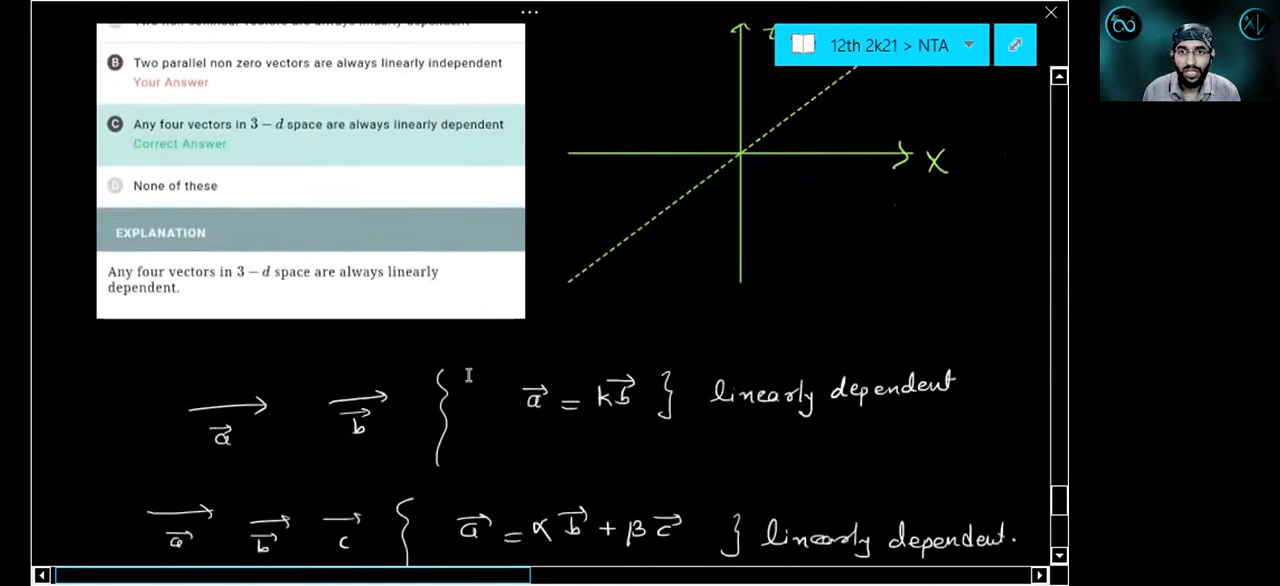 12th 2k21 > NTA
B Two parallel non zero vectors are always linearly independent
Your Answer
C Any four vectors in 3 − d space are always linearly dependent
Correct Answer
D None of these
EXPLANATION
Any four vectors in 3 − d space are always linearly
dependent.
X
a⃗ b⃗ { a⃗ = kb⃗ } linearly dependent
a⃗ b⃗ c { a⃗ = α b⃗ + β c⃗ } linearly dependent.